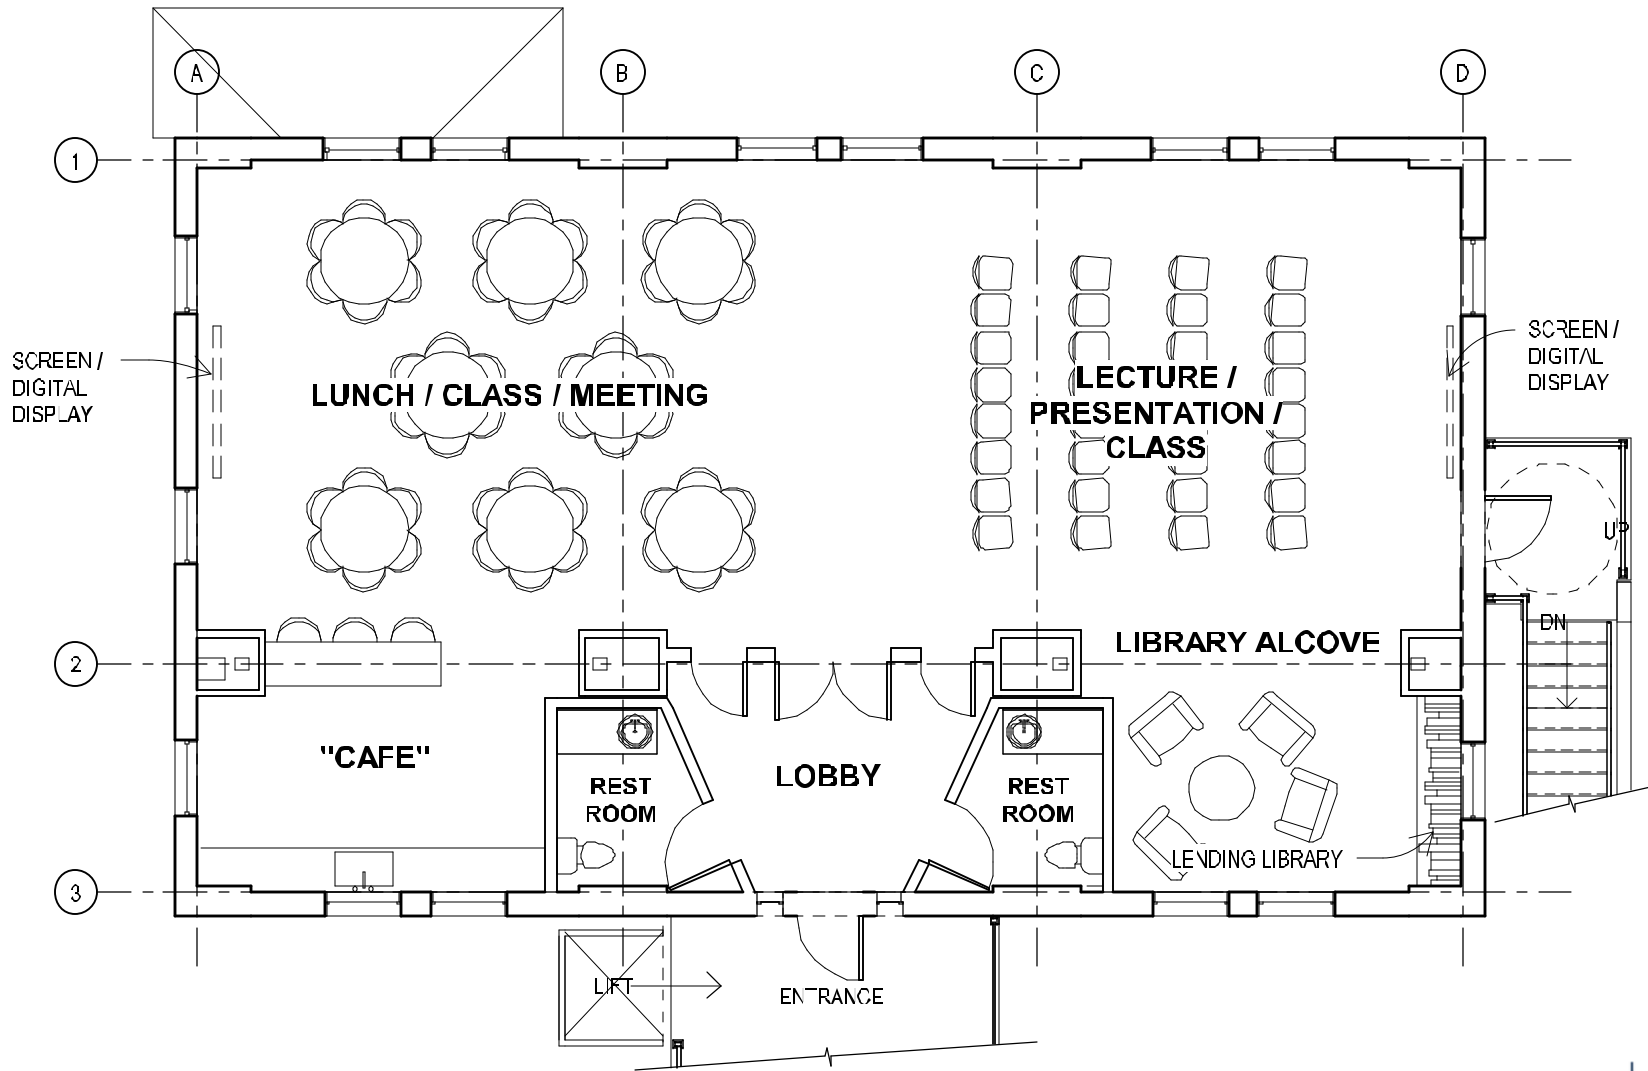 A
B
C
D
1
SCREEN /
DIGITAL
DISPLAY
LUNCH / CLASS / MEETING
LECTURE /
PRESENTATION /
CLASS
SCREEN /
DIGITAL
DISPLAY
UP
DN
2
LIBRARY ALCOVE
"CAFE"
REST
ROOM
LOBBY
REST
ROOM
LENDING LIBRARY
3
LIFT
ENTRANCE